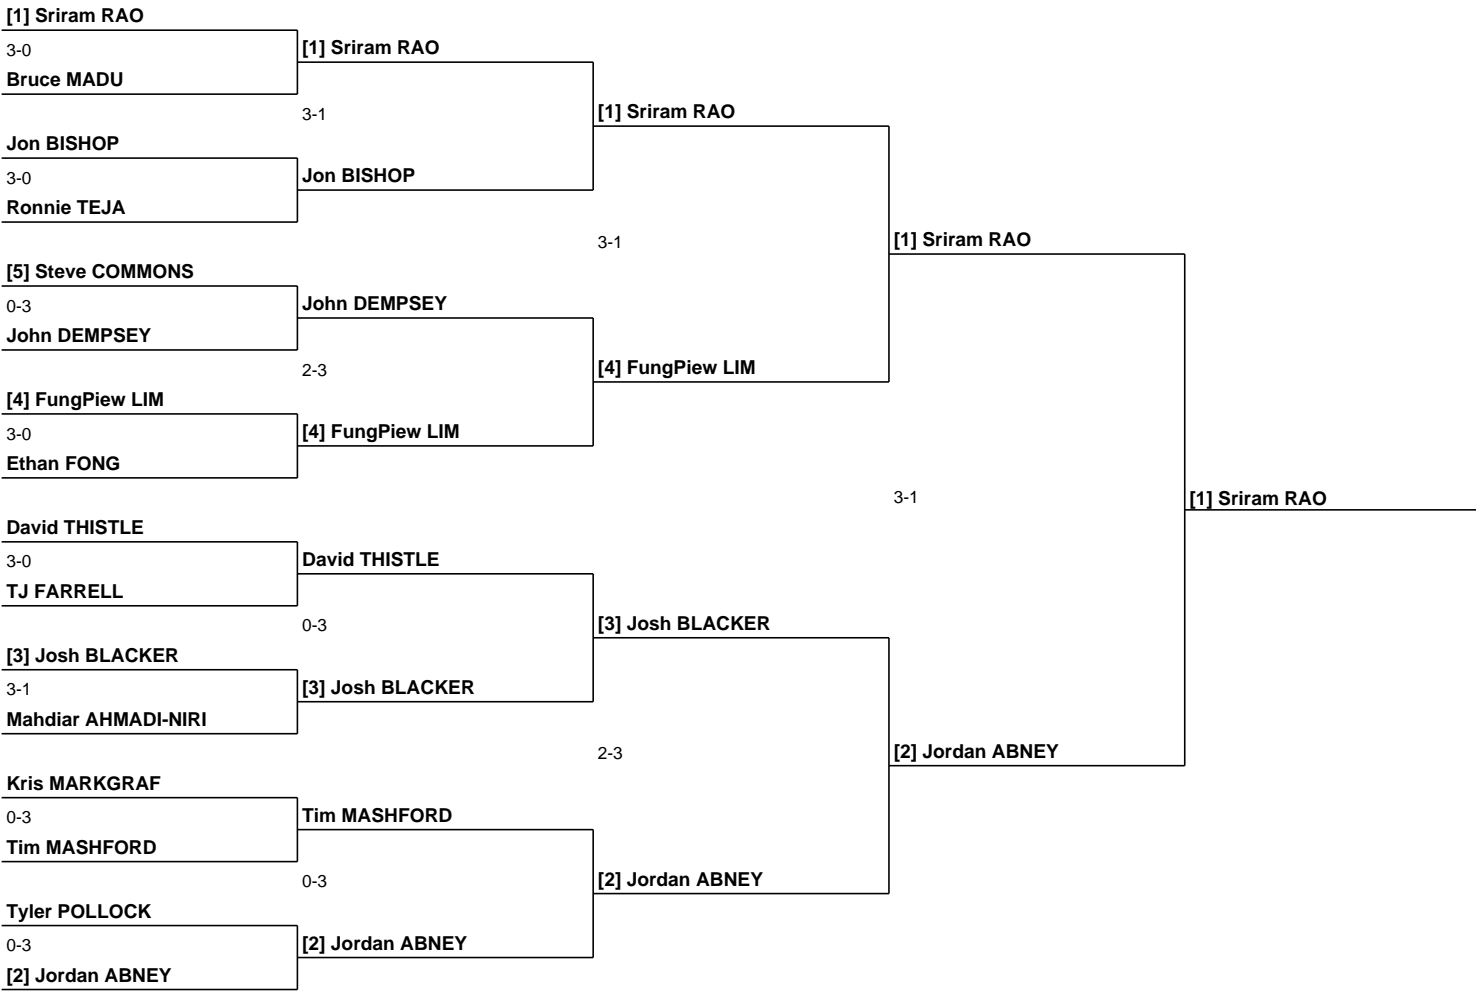 [1] Sriram RAO
3-0
Bruce MADU
Jon BISHOP
3-0
Ronnie TEJA
[5] Steve COMMONS
0-3
John DEMPSEY
[4] FungPiew LIM
3-0
Ethan FONG
David THISTLE
3-0
TJ FARRELL
[3] Josh BLACKER
3-1
Mahdiar AHMADI-NIRI
Kris MARKGRAF
0-3
Tim MASHFORD
Tyler POLLOCK
0-3
[2] Jordan ABNEY
[1] Sriram RAO
3-1
Jon BISHOP
John DEMPSEY
2-3
[4] FungPiew LIM
David THISTLE
0-3
[3] Josh BLACKER
Tim MASHFORD
0-3
[2] Jordan ABNEY
[1] Sriram RAO
3-1
[4] FungPiew LIM
[3] Josh BLACKER
2-3
[2] Jordan ABNEY
[1] Sriram RAO
3-1
[2] Jordan ABNEY
[1] Sriram RAO